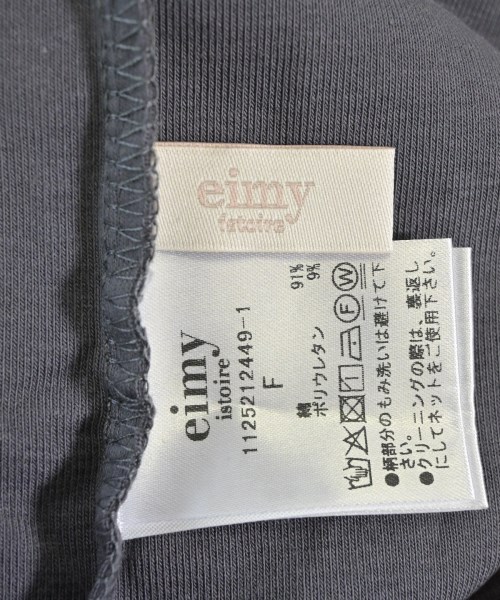 eimy
istoire
eimy
istoire
1125212449-1
F
綿 91%
ポリウレタン 9%
●柄部分のもみ洗いは避けて下
さい。
●クリーニングの際は、裏返し
にしてネットをご使用下さい。